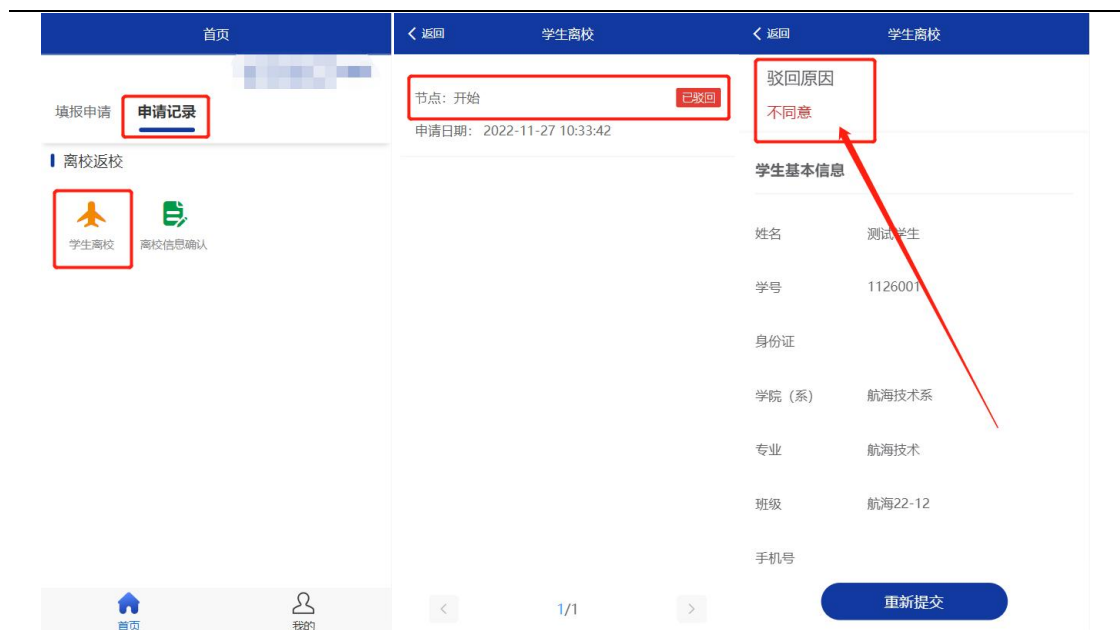 首页
填报申请 申请记录
离校返校
学生离校 离校信息确认
首页 我的
返回 学生离校
节点：开始 已驳回
申请日期： 2022-11-27 10:33:42
1/1
返回 学生离校
驳回原因
不同意
学生基本信息
姓名 测试学生
学号 1126001
身份证
学院（系） 航海技术系
专业 航海技术
班级 航海22-12
手机号
重新提交